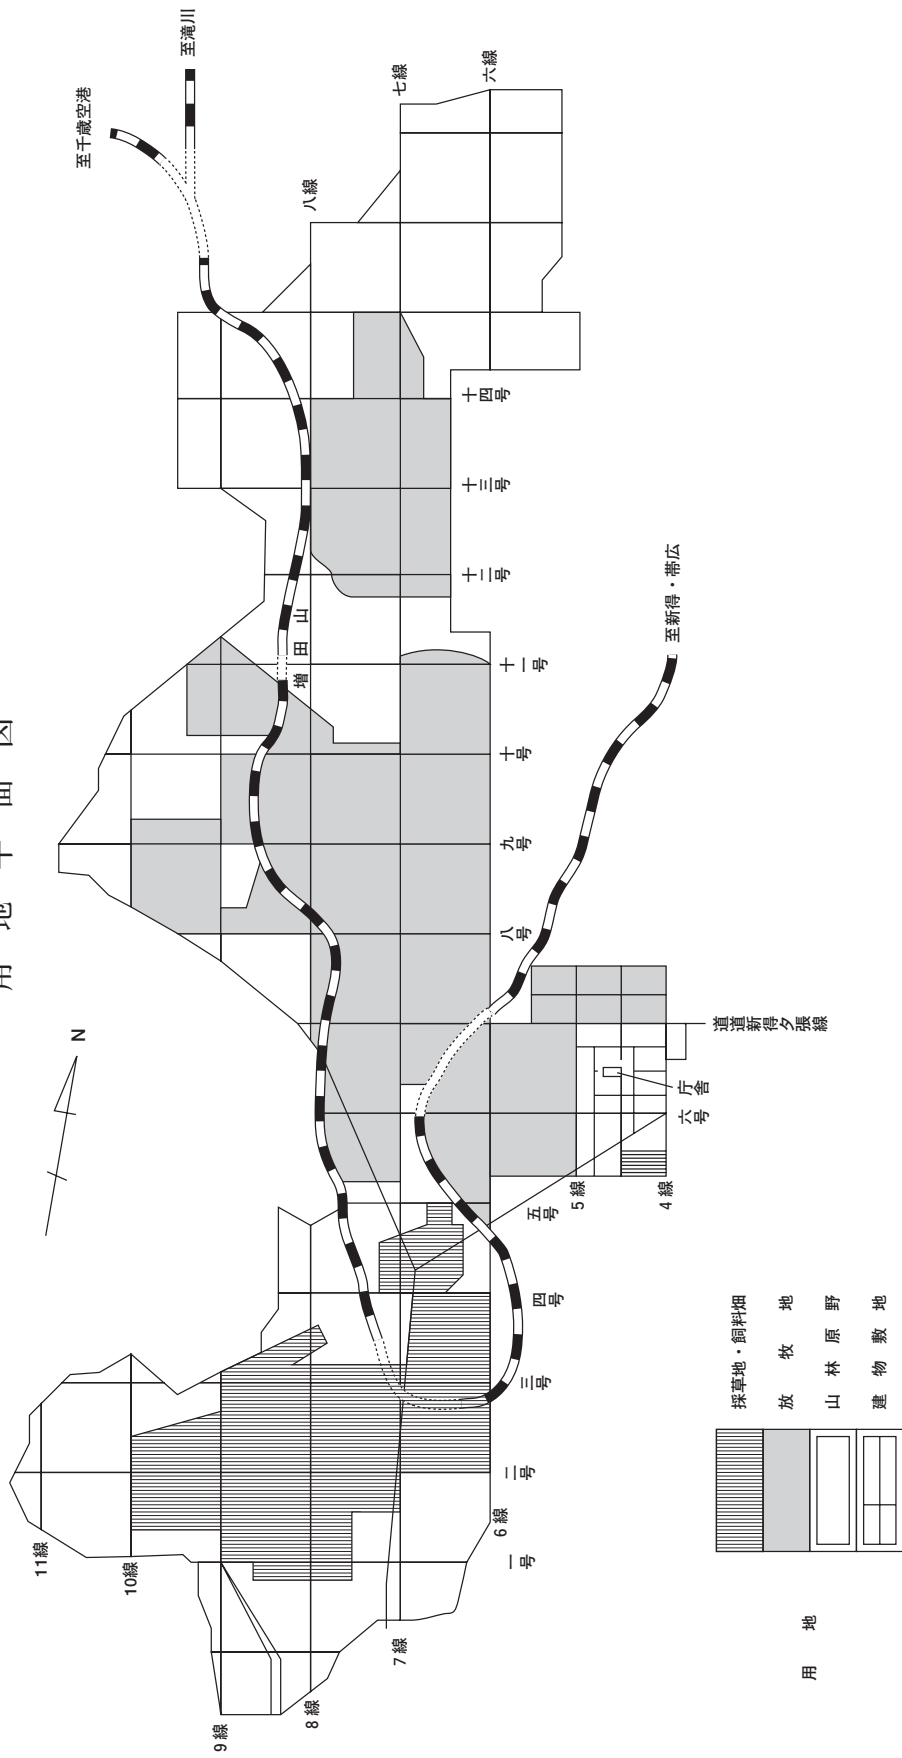 用地平面図
至千歳空港
至滝川
八線
七線
六線
十四号
十三号
十二号
増田山
十一号
十号
九号
八号
至新得・帯広
道道新得夕張線
庁舎
六号
5線
4線
五号
四号
三号
二号
一号
6線
7線
8線
9線
10線
11線
N
用地
採草地・飼料畑
放牧地
山林原野
建物敷地